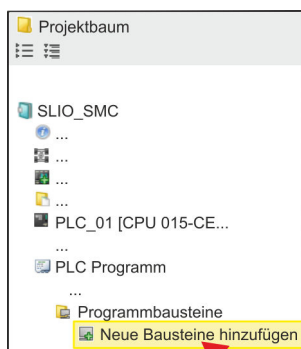 Projektbaum
SLIO_SMC
...
...
...
...
PLC_01 [CPU 015-CE...
...
PLC Programm
...
Programmbausteine
Neue Bausteine hinzufügen